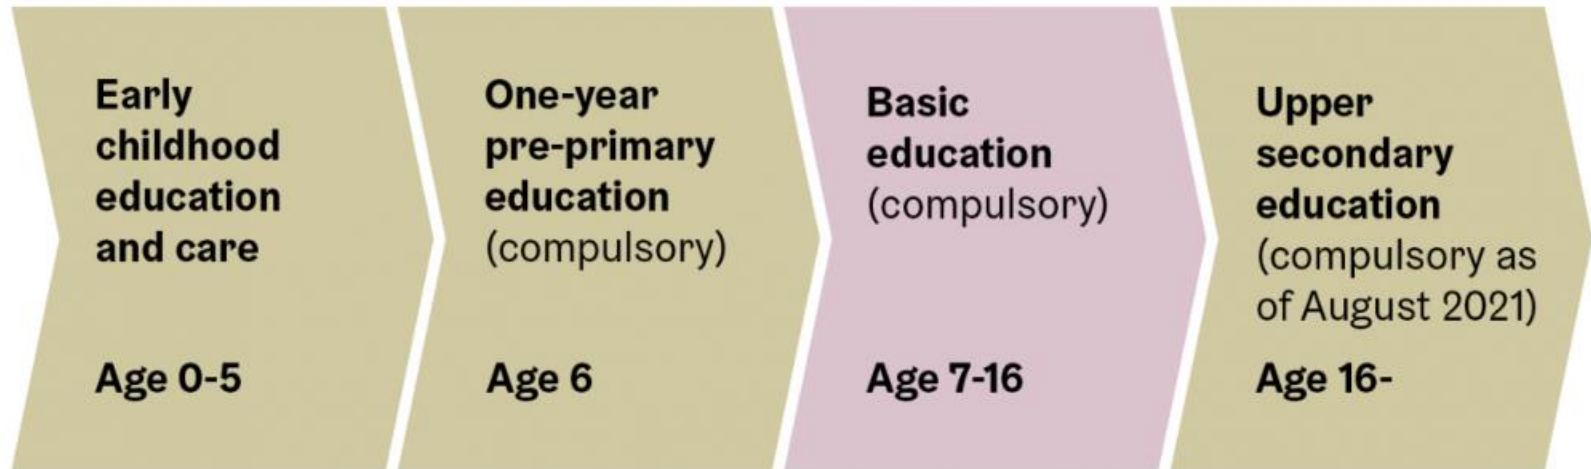 Early
childhood
education
and care
Age 0-5
One-year
pre-primary
education
(compulsory)
Age 6
Basic
education
(compulsory)
Age 7-16
Upper
secondary
education
(compulsory as
of August 2021)
Age 16-